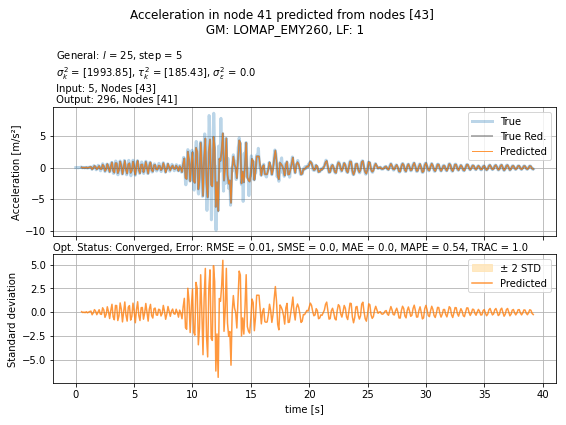 Acceleration in node 41 predicted from nodes [43]
GM: LOMAP_EMY260, LF: 1
General: l = 25, step = 5
σ²ₖ = [1993.85], τ²ₖ = [185.43], σ²ε = 0.0
Input: 5, Nodes [43]
Output: 296, Nodes [41]
True
True Red.
Predicted
Acceleration [m/s²]
5
0
−5
−10
Opt. Status: Converged, Error: RMSE = 0.01, SMSE = 0.0, MAE = 0.0, MAPE = 0.54, TRAC = 1.0
± 2 STD
Predicted
Standard deviation
5.0
2.5
0.0
−2.5
−5.0
0 5 10 15 20 25 30 35 40
time [s]